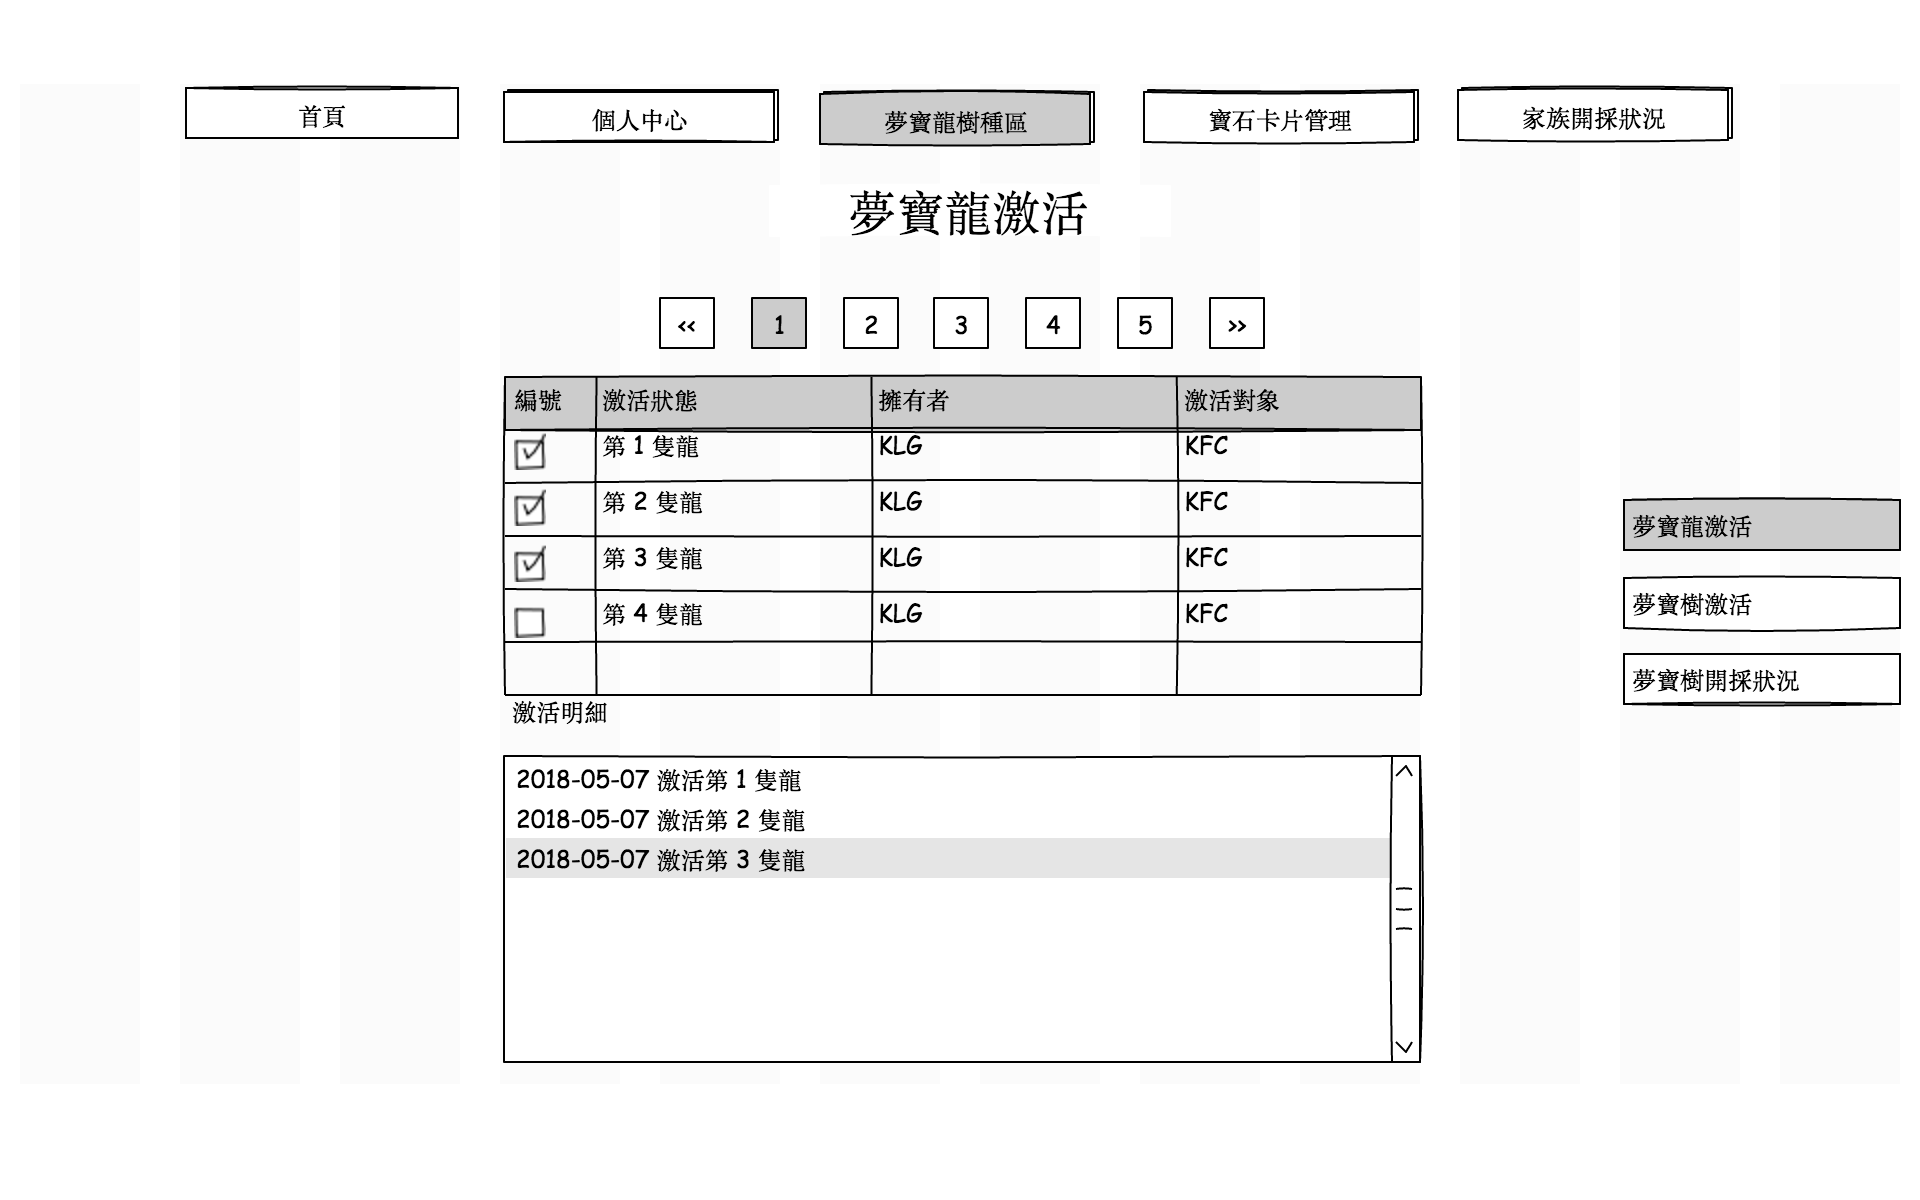 首頁
個人中心
夢寶龍樹種區
寶石卡片管理
家族開採狀況
夢寶龍激活
<< 1 2 3 4 5 >>
編號 激活狀態 擁有者 激活對象
第 1 隻龍 KLG KFC
第 2 隻龍 KLG KFC
第 3 隻龍 KLG KFC
第 4 隻龍 KLG KFC
激活明細
2018-05-07 激活第 1 隻龍
2018-05-07 激活第 2 隻龍
2018-05-07 激活第 3 隻龍
夢寶龍激活
夢寶樹激活
夢寶樹開採狀況